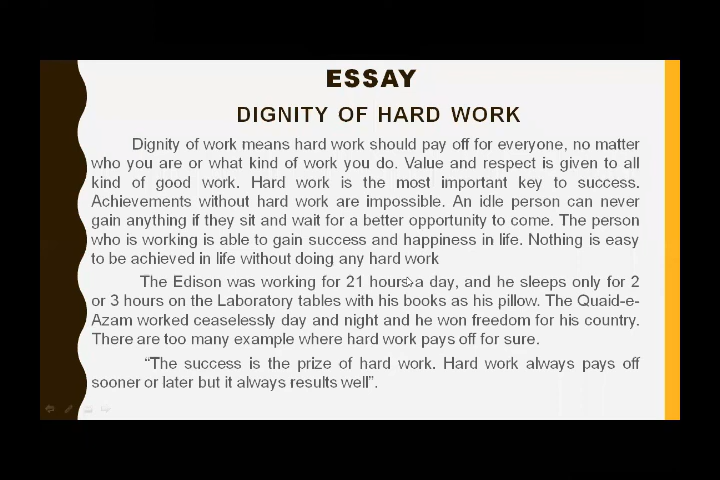 ESSAY
DIGNITY OF HARD WORK
Dignity of work means hard work should pay off for everyone, no matter
who you are or what kind of work you do. Value and respect is given to all
kind of good work. Hard work is the most important key to success.
Achievements without hard work are impossible. An idle person can never
gain anything if they sit and wait for a better opportunity to come. The person
who is working is able to gain success and happiness in life. Nothing is easy
to be achieved in life without doing any hard work
The Edison was working for 21 hours a day, and he sleeps only for 2
or 3 hours on the Laboratory tables with his books as his pillow. The Quaid-e-
Azam worked ceaselessly day and night and he won freedom for his country.
There are too many example where hard work pays off for sure.
“The success is the prize of hard work. Hard work always pays off
sooner or later but it always results well”.